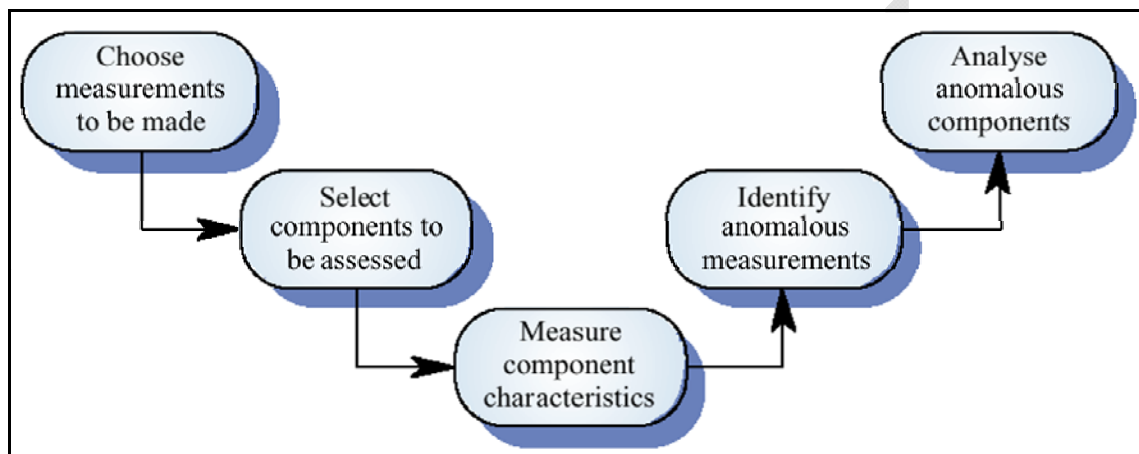 Choose
measurements
to be made
Select
components to
be assessed
Measure
component
characteristics
Identify
anomalous
measurements
Analyse
anomalous
components